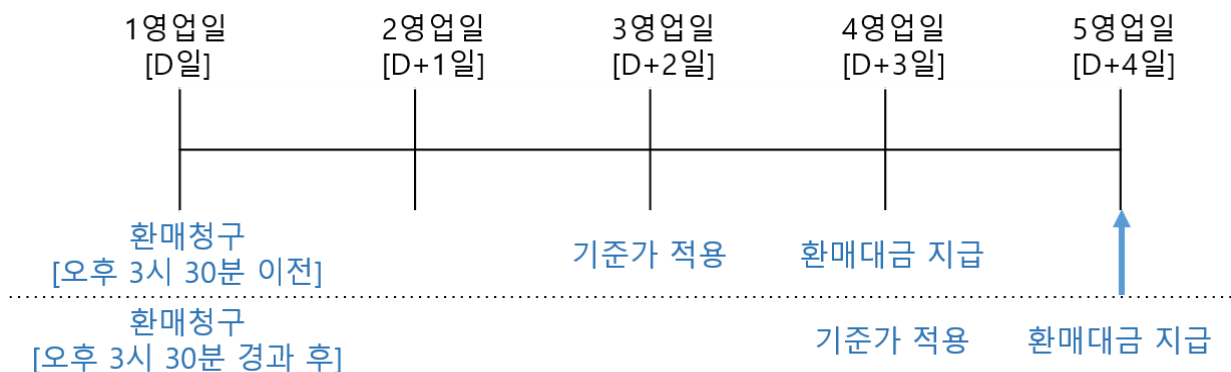 1영업일 2영업일 3영업일 4영업일 5영업일
[D일] [D+1일] [D+2일] [D+3일] [D+4일]
환매청구
[오후 3시 30분 이전]
기준가 적용
환매대금 지급
환매청구
[오후 3시 30분 경과 후]
기준가 적용
환매대금 지급